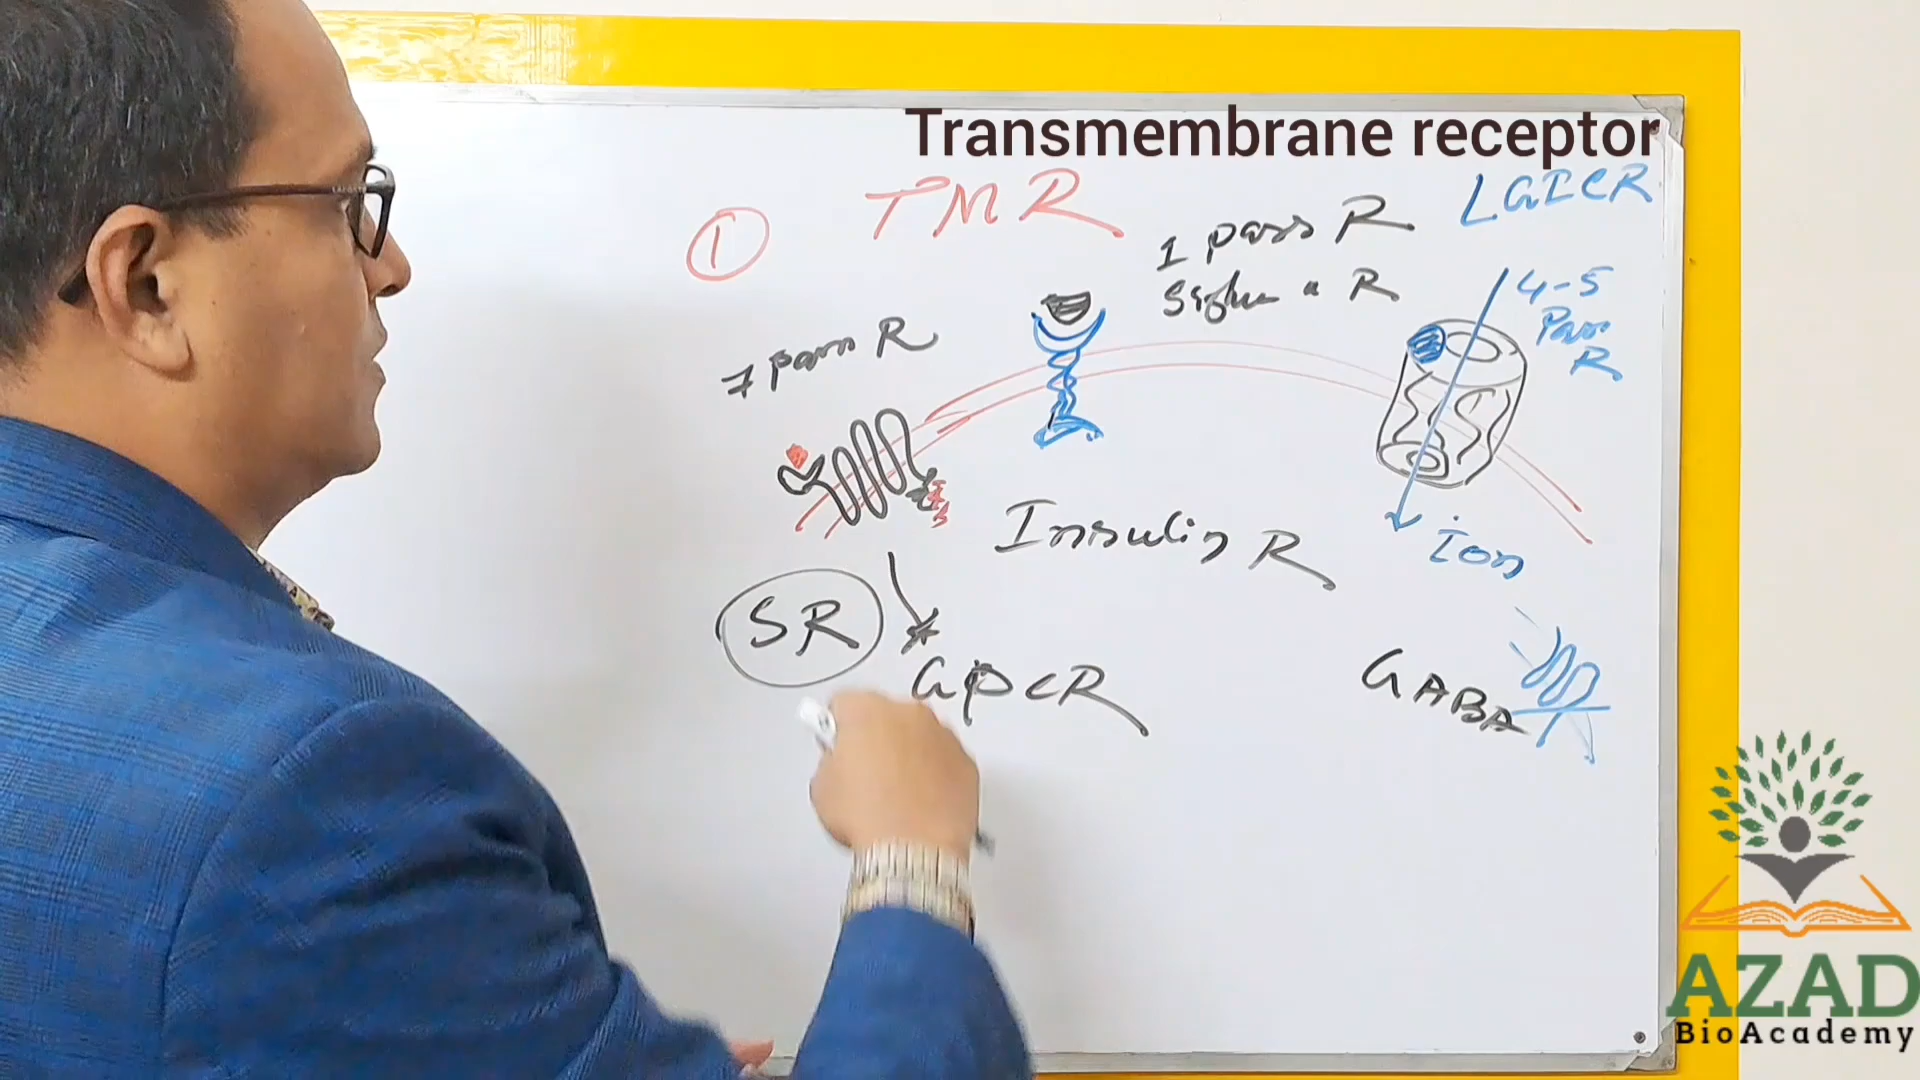 Transmembrane receptor
① TMR
1 pass R
Single " R
LGICR
4-5
Pass
R
7 pass R
Insulin R
ion
SR
GPCR
GABA
AZAD
BioAcademy